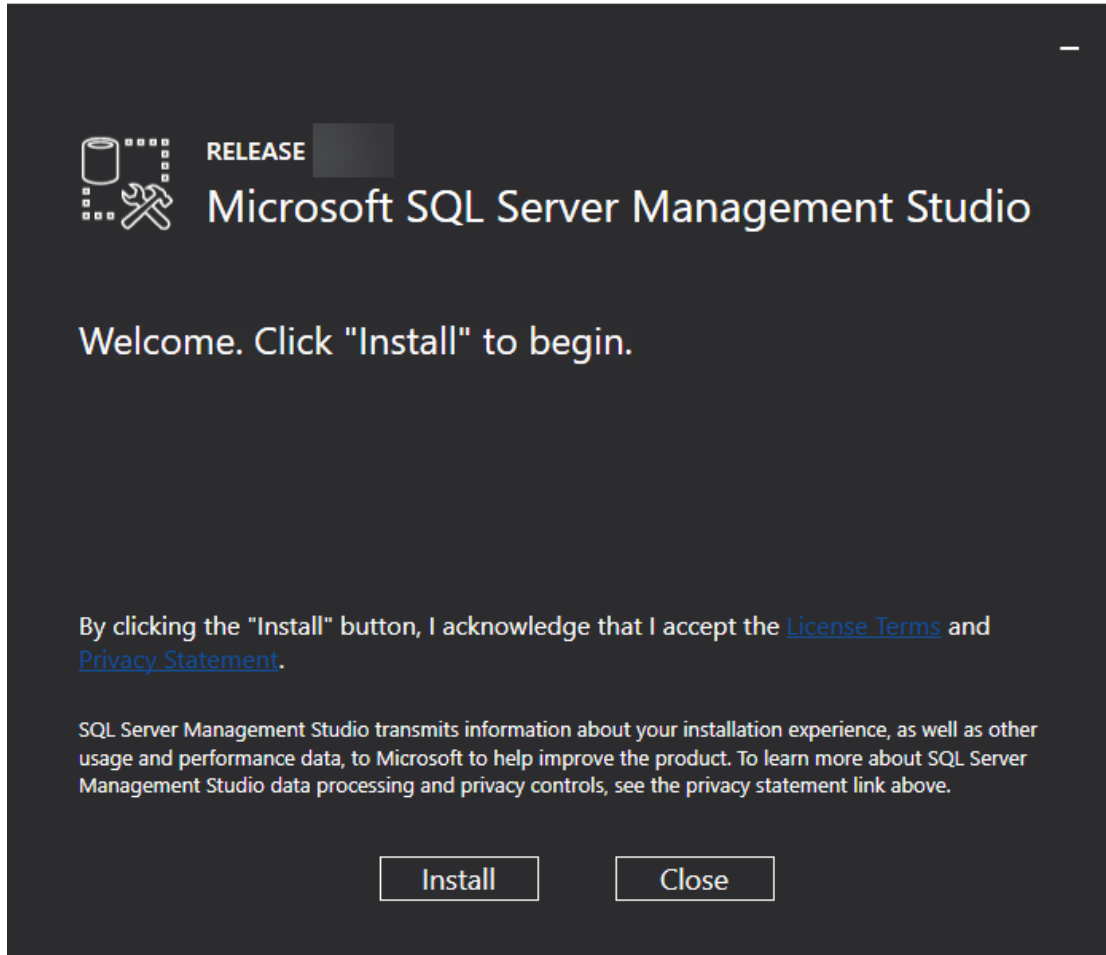 RELEASE
Microsoft SQL Server Management Studio
Welcome. Click "Install" to begin.
By clicking the "Install" button, I acknowledge that I accept the License Terms and
Privacy Statement.
SQL Server Management Studio transmits information about your installation experience, as well as other
usage and performance data, to Microsoft to help improve the product. To learn more about SQL Server
Management Studio data processing and privacy controls, see the privacy statement link above.
Install Close